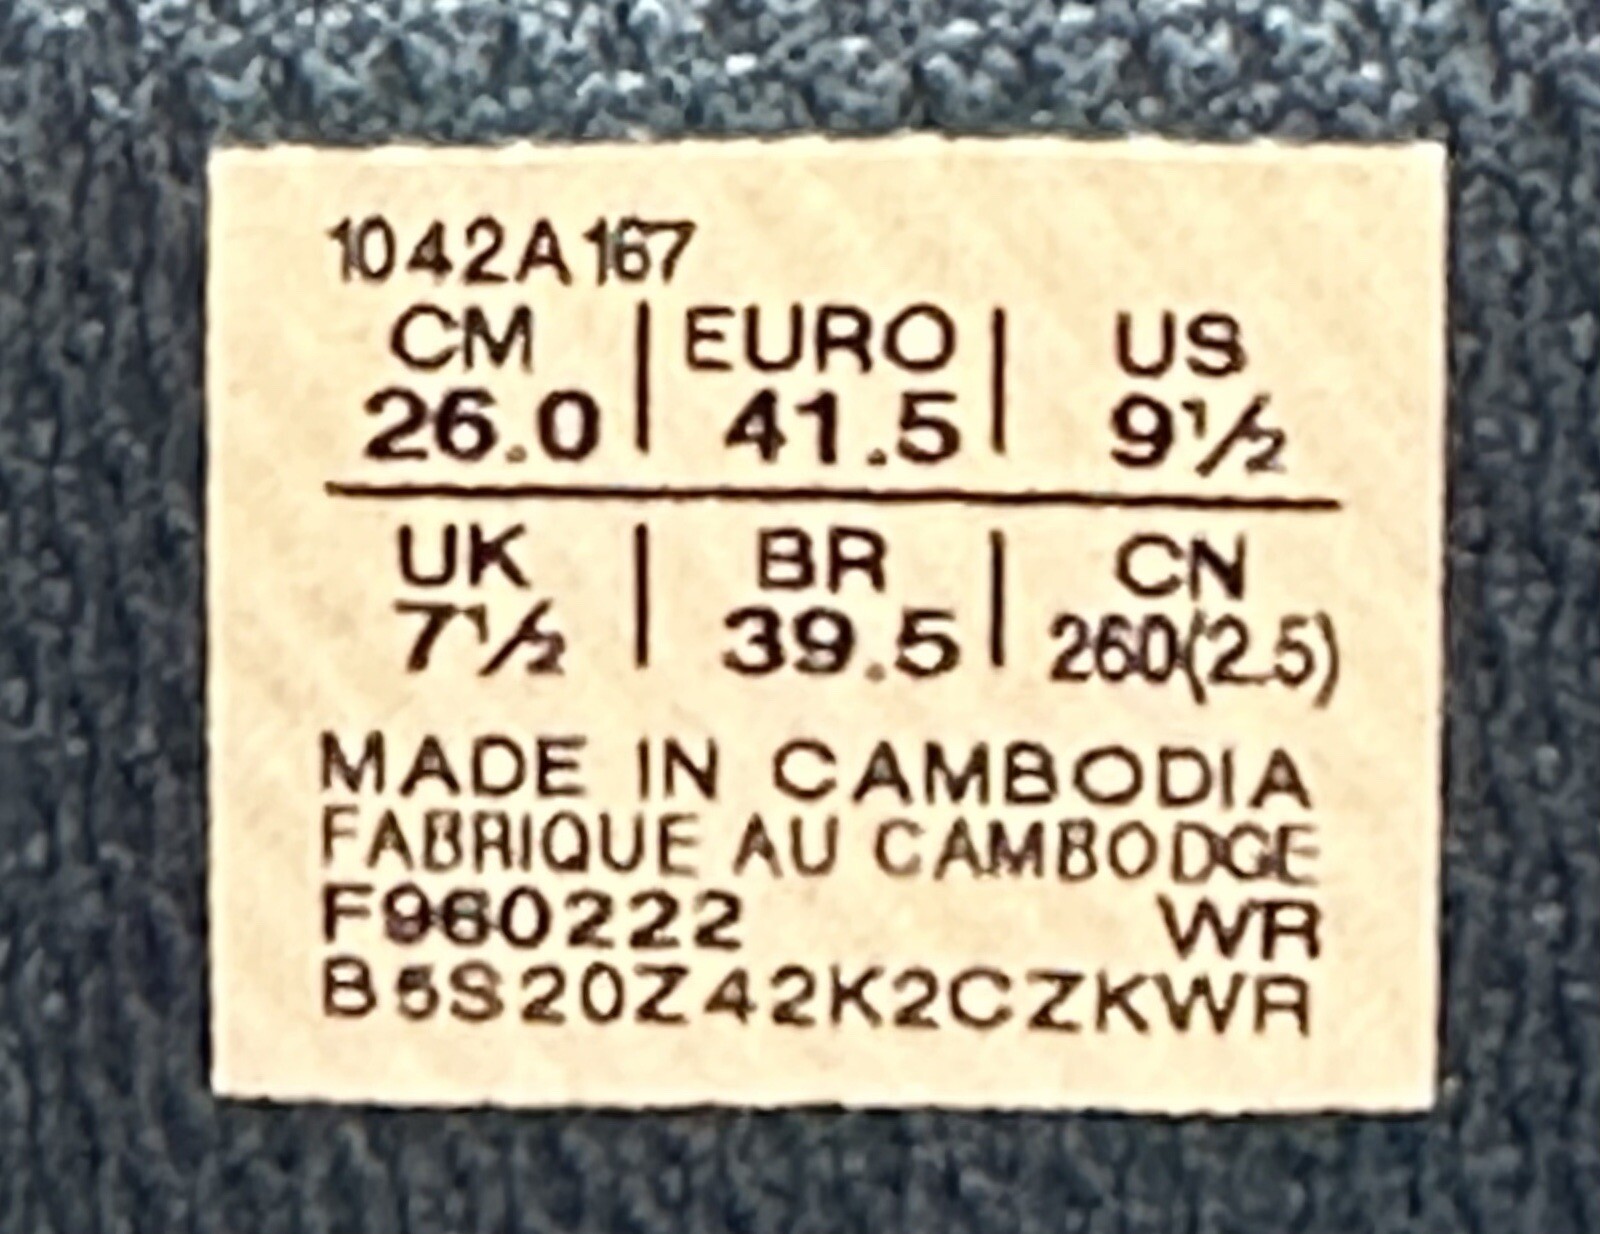 1042A167
CM | EURO | US
26.0 | 41.5 | 9½
UK | BR | CN
7½ | 39.5 | 260(2.5)
MADE IN CAMBODIA
FABRIQUE AU CAMBODGE
F960222 WR
B5S20Z42K2CZKWR